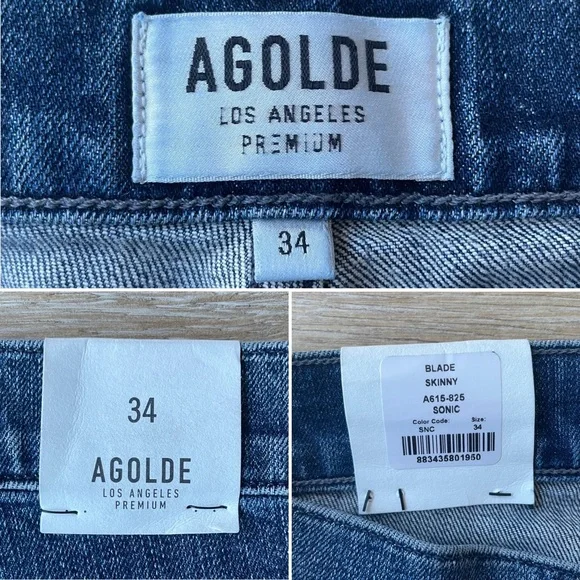 AGOLDE
LOS ANGELES
PREMIUM
34
34
AGOLDE
LOS ANGELES
PREMIUM
BLADE
SKINNY
A615-825
SONIC
Color Code: Size:
SNC 34
883435801950